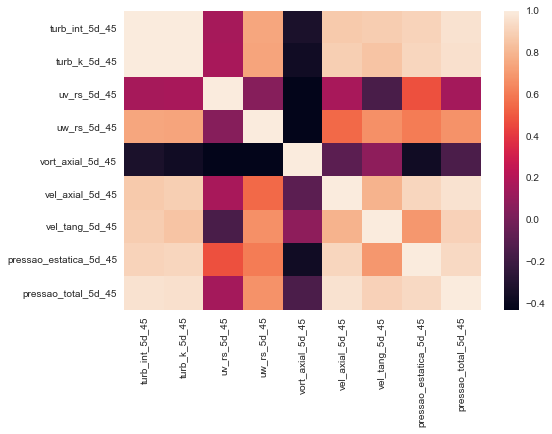 turb_int_5d_45
turb_k_5d_45
uv_rs_5d_45
uw_rs_5d_45
vort_axial_5d_45
vel_axial_5d_45
vel_tang_5d_45
pressao_estatica_5d_45
pressao_total_5d_45
turb_int_5d_45
turb_k_5d_45
uv_rs_5d_45
uw_rs_5d_45
vort_axial_5d_45
vel_axial_5d_45
vel_tang_5d_45
pressao_estatica_5d_45
pressao_total_5d_45
1.0
0.8
0.6
0.4
0.2
0.0
−0.2
−0.4